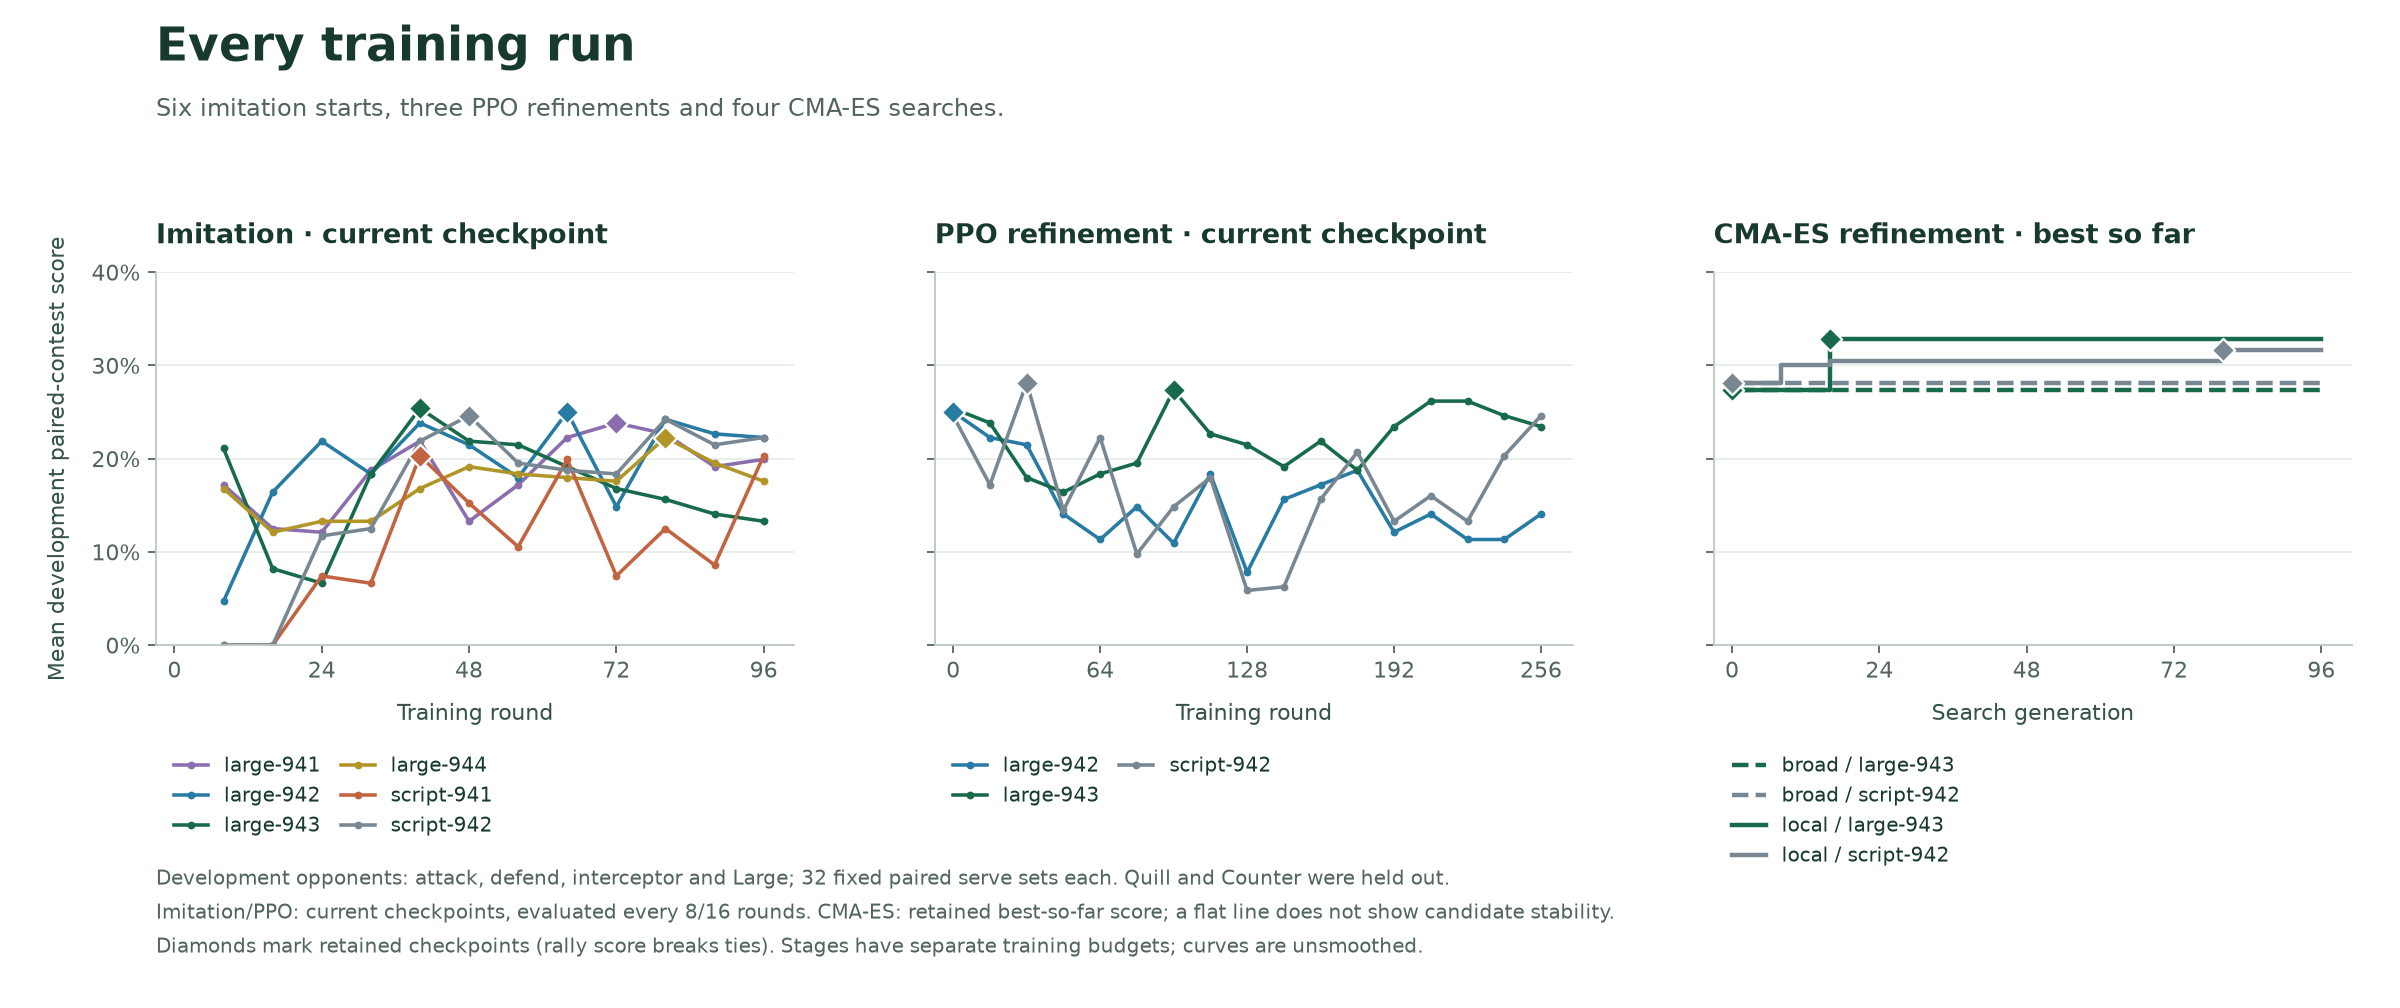 Every training run
Six imitation starts, three PPO refinements and four CMA-ES searches.
Imitation · current checkpoint
PPO refinement · current checkpoint
CMA-ES refinement · best so far
Mean development paired-contest score
40%
30%
20%
10%
0%
0 24 48 72 96
0 64 128 192 256
0 24 48 72 96
Training round
Training round
Search generation
large-941
large-942
large-943
large-944
script-941
script-942
large-942
large-943
script-942
broad / large-943
broad / script-942
local / large-943
local / script-942
Development opponents: attack, defend, interceptor and Large; 32 fixed paired serve sets each. Quill and Counter were held out.
Imitation/PPO: current checkpoints, evaluated every 8/16 rounds. CMA-ES: retained best-so-far score; a flat line does not show candidate stability.
Diamonds mark retained checkpoints (rally score breaks ties). Stages have separate training budgets; curves are unsmoothed.